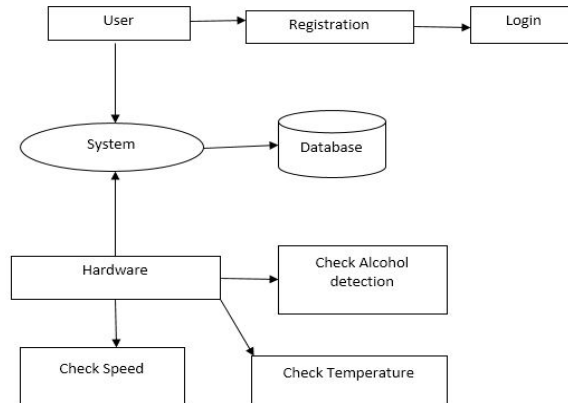 User
Registration
Login
System
Database
Hardware
Check Alcohol
detection
Check Speed
Check Temperature